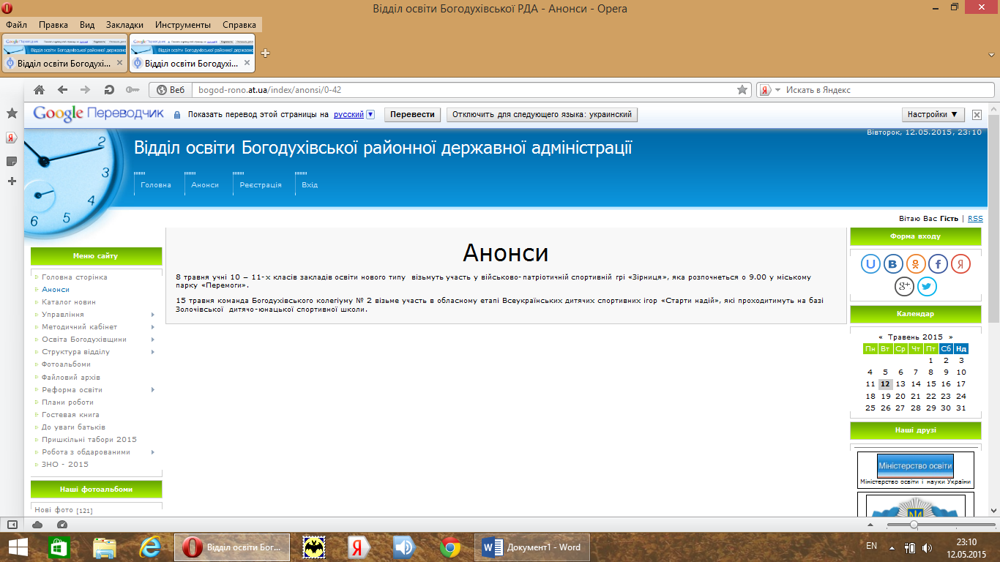 Відділ освіти Богодухівської РДА - Анонси - Opera
Файл Правка Вид Закладки Инструменты Справка
Відділ освіти Богодухі... Відділ освіти Богодухі...
Веб bogod-rono.at.ua/index/anonsi/0-42 Искать в Яндекс
Google Переводчик Показать перевод этой страницы на русский Перевести Отключить для следующего языка: украинский Настройки ▼
Вівторок, 12.05.2015, 23:10
Відділ освіти Богодухівської районної державної адміністрації
Головна Анонси Реєстрація Вхід
Вітаю Вас Гість | RSS
Меню сайту
Головна сторінка
Анонси
Каталог новин
Управління
Методичний кабінет
Освіта Богодухівщини
Структура відділу
Фотоальбоми
Файловий архів
Реформа освіти
Плани роботи
Гостевая книга
До уваги батьків
Пришкільні табори 2015
Робота з обдарованими
ЗНО - 2015
Наші фотоальбоми
Нові фото [121]
Анонси
8 травня учні 10 – 11-х класів закладів освіти нового типу візьмуть участь у військово-патріотичній спортивній грі «Зірниця», яка розпочнеться о 9.00 у міському
парку «Перемоги».
15 травня команда Богодухівського колегіуму № 2 візьме участь в обласному етапі Всеукраїнських дитячих спортивних ігор «Старти надій», які проходитимуть на базі
Золочівської дитячо-юнацької спортивної школи.
Форма входу
Календар
« Травень 2015 »
Пн Вт Ср Чт Пт Сб Нд
1 2 3
4 5 6 7 8 9 10
11 12 13 14 15 16 17
18 19 20 21 22 23 24
25 26 27 28 29 30 31
Наші друзі
Міністерство освіти
Міністерство освіти і науки України
Відділ освіти Бог... Документ1 - Word EN 23:10
12.05.2015